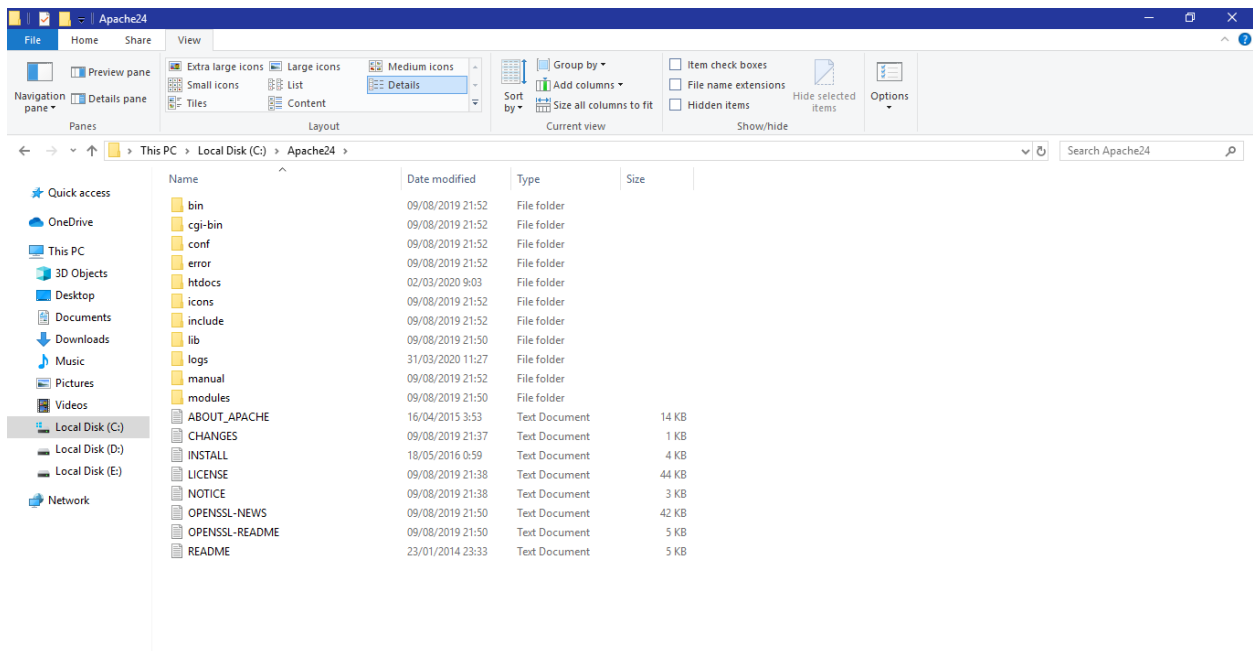 Apache24
File Home Share View
Navigation pane
Preview pane
Details pane
Panes
Extra large icons Large icons Medium icons
Small icons List Details
Tiles Content
Layout
Sort by
Group by
Add columns
Size all columns to fit
Current view
Item check boxes
File name extensions
Hidden items
Hide selected items
Show/hide
Options
This PC > Local Disk (C:) > Apache24 >
Search Apache24
Quick access
OneDrive
This PC
3D Objects
Desktop
Documents
Downloads
Music
Pictures
Videos
Local Disk (C:)
Local Disk (D:)
Local Disk (E:)
Network
Name Date modified Type Size
bin 09/08/2019 21:52 File folder
cgi-bin 09/08/2019 21:52 File folder
conf 09/08/2019 21:52 File folder
error 09/08/2019 21:52 File folder
htdocs 02/03/2020 9:03 File folder
icons 09/08/2019 21:52 File folder
include 09/08/2019 21:52 File folder
lib 09/08/2019 21:50 File folder
logs 31/03/2020 11:27 File folder
manual 09/08/2019 21:52 File folder
modules 09/08/2019 21:50 File folder
ABOUT_APACHE 16/04/2015 3:53 Text Document 14 KB
CHANGES 09/08/2019 21:37 Text Document 1 KB
INSTALL 18/05/2016 0:59 Text Document 4 KB
LICENSE 09/08/2019 21:38 Text Document 44 KB
NOTICE 09/08/2019 21:38 Text Document 3 KB
OPENSSL-NEWS 09/08/2019 21:50 Text Document 42 KB
OPENSSL-README 09/08/2019 21:50 Text Document 5 KB
README 23/01/2014 23:33 Text Document 5 KB